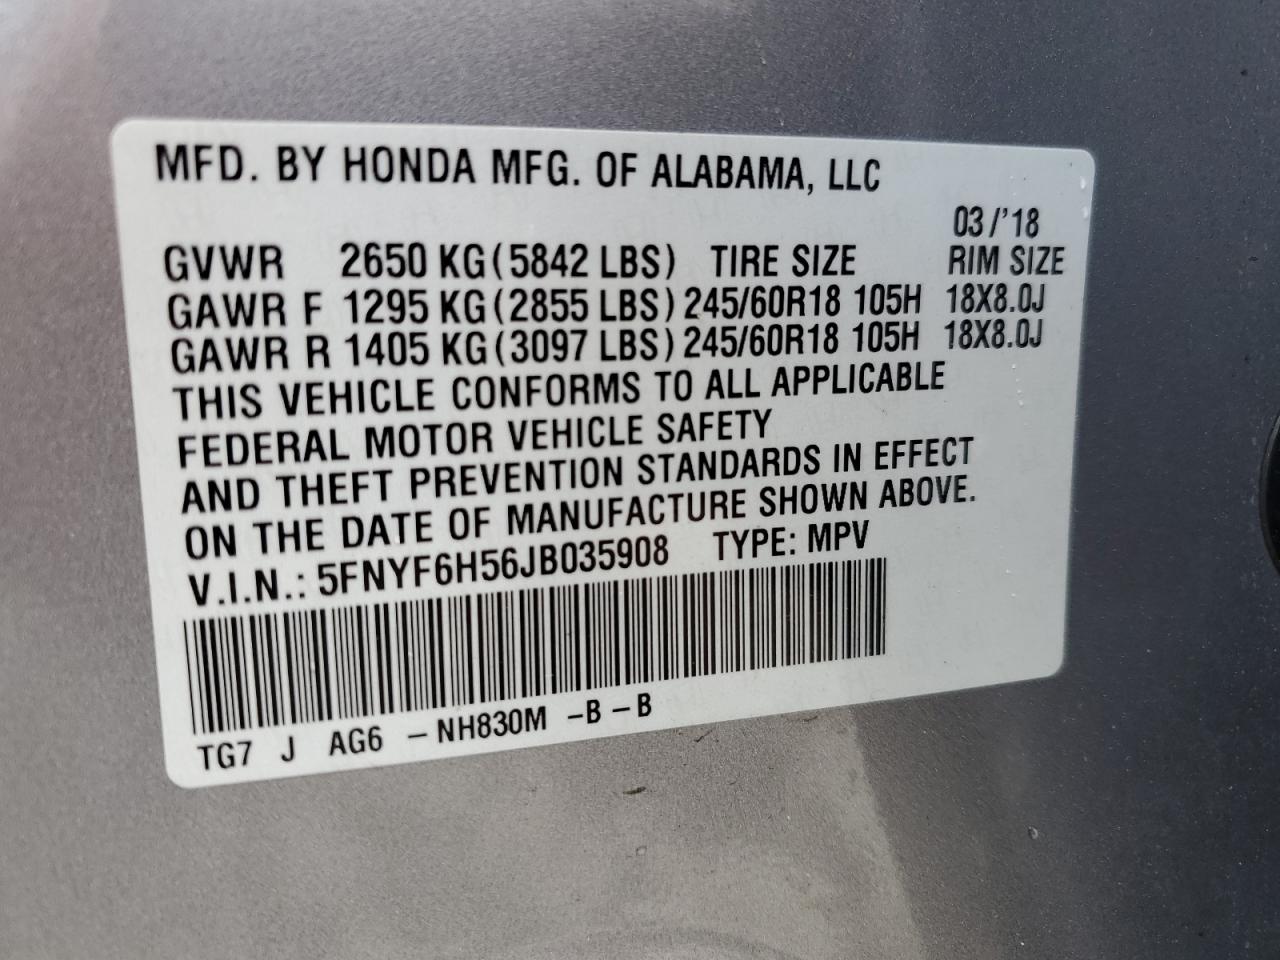 MFD. BY HONDA MFG. OF ALABAMA, LLC
03/'18
GVWR 2650 KG (5842 LBS) TIRE SIZE RIM SIZE
GAWR F 1295 KG (2855 LBS) 245/60R18 105H 18X8.0J
GAWR R 1405 KG (3097 LBS) 245/60R18 105H 18X8.0J
THIS VEHICLE CONFORMS TO ALL APPLICABLE
FEDERAL MOTOR VEHICLE SAFETY
AND THEFT PREVENTION STANDARDS IN EFFECT
ON THE DATE OF MANUFACTURE SHOWN ABOVE.
V.I.N.: 5FNYF6H56JB035908 TYPE: MPV
TG7 J AG6 – NH830M –B–B